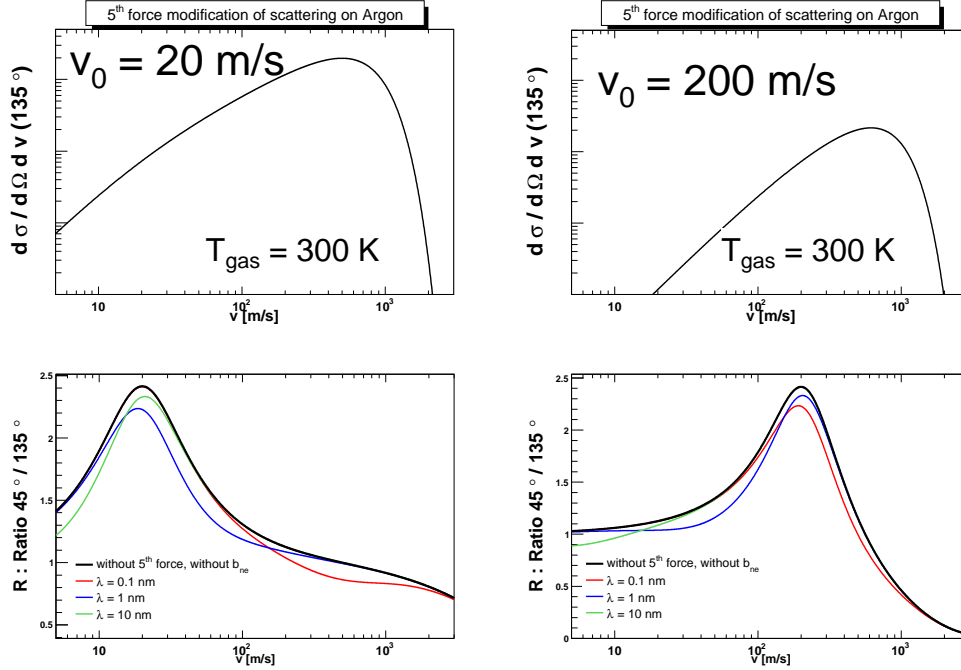 5th force modification of scattering on Argon
v0 = 20 m/s
Tgas = 300 K
d σ / d Ω d v (135 °)
10
10²
10³
v [m/s]
5th force modification of scattering on Argon
v0 = 200 m/s
Tgas = 300 K
d σ / d Ω d v (135 °)
10
10²
10³
v [m/s]
10
10²
10³
2.5
2
1.5
1
0.5
R : Ratio 45 ° / 135 °
without 5th force, without bne
λ = 0.1 nm
λ = 1 nm
λ = 10 nm
v [m/s]
10
10²
10³
2.5
2
1.5
1
0.5
0
R : Ratio 45 ° / 135 °
without 5th force, without bne
λ = 0.1 nm
λ = 1 nm
λ = 10 nm
v [m/s]